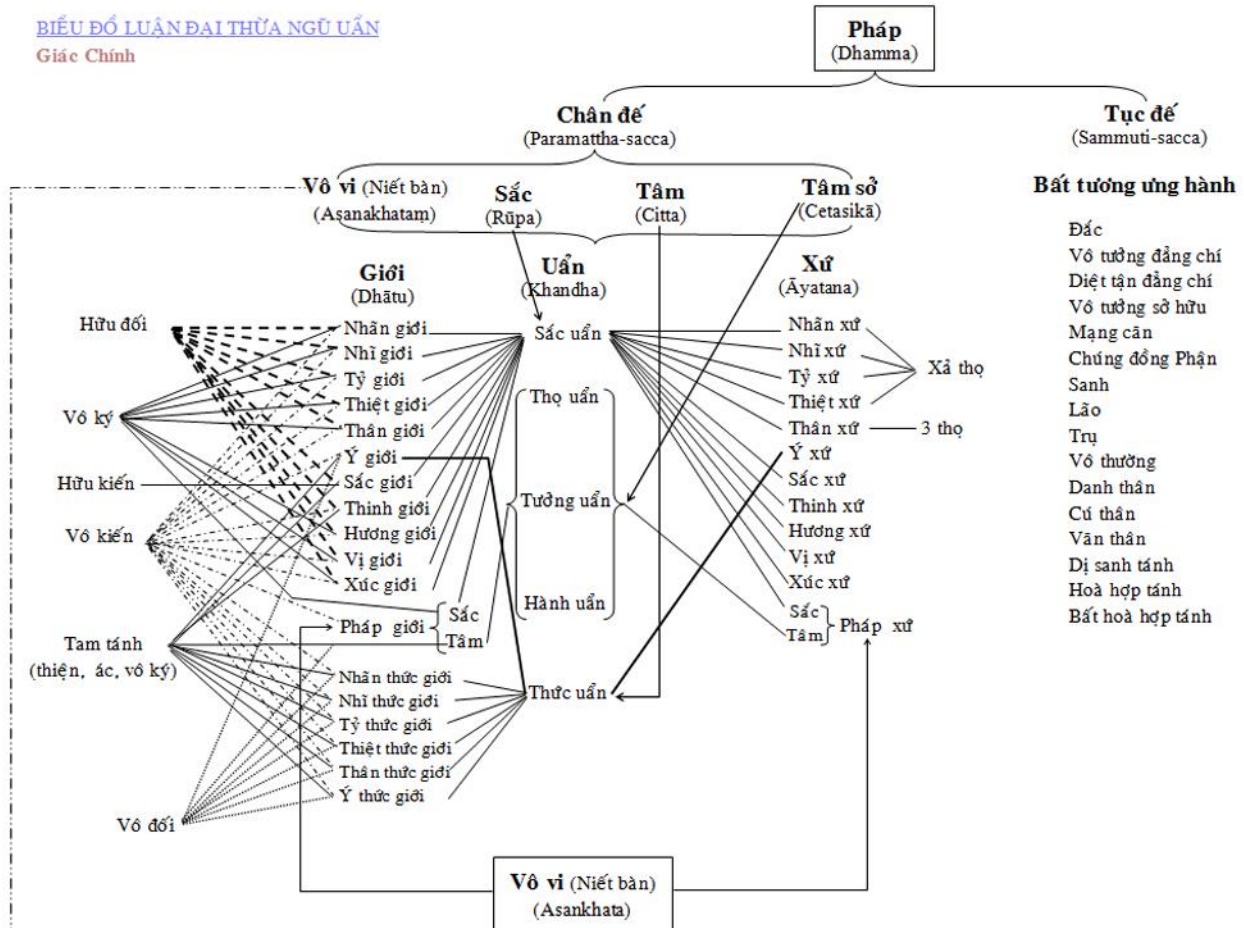 BIỂU ĐỒ LUẬN ĐẠI THỪA NGŨ UẨN
Giác Chính
Pháp
(Dhamma)
Chân đế
(Paramattha-sacca)
Tục đế
(Sammuti-sacca)
Vô vi (Niết bàn)
(Asanakhataṃ)
Sắc
(Rūpa)
Tâm
(Citta)
Tâm sở
(Cetasikā)
Bất tương ưng hành
Đắc
Vô tưởng đẳng chí
Diệt tận đẳng chí
Vô tưởng sở hữu
Mạng căn
Chúng đồng Phận
Sanh
Lão
Trụ
Vô thường
Danh thân
Cú thân
Văn thân
Dị sanh tánh
Hoà hợp tánh
Bất hoà hợp tánh
Giới
(Dhātu)
Uẩn
(Khandha)
Xứ
(Āyatana)
Hữu đối
Vô ký
Hữu kiến
Vô kiến
Tam tánh
(thiện, ác, vô ký)
Vô đối
Nhãn giới
Nhĩ giới
Tỷ giới
Thiệt giới
Thân giới
Ý giới
Sắc giới
Thinh giới
Hương giới
Vị giới
Xúc giới
Pháp giới
Sắc
Tâm
Nhãn thức giới
Nhĩ thức giới
Tỷ thức giới
Thiệt thức giới
Thân thức giới
Ý thức giới
Sắc uẩn
Thọ uẩn
Tưởng uẩn
Hành uẩn
Thức uẩn
Nhãn xứ
Nhĩ xứ
Tỷ xứ
Thiệt xứ
Thân xứ
Ý xứ
Sắc xứ
Thinh xứ
Hương xứ
Vị xứ
Xúc xứ
Sắc
Tâm
Pháp xứ
Xả thọ
3 thọ
Vô vi (Niết bàn)
(Asankhata)